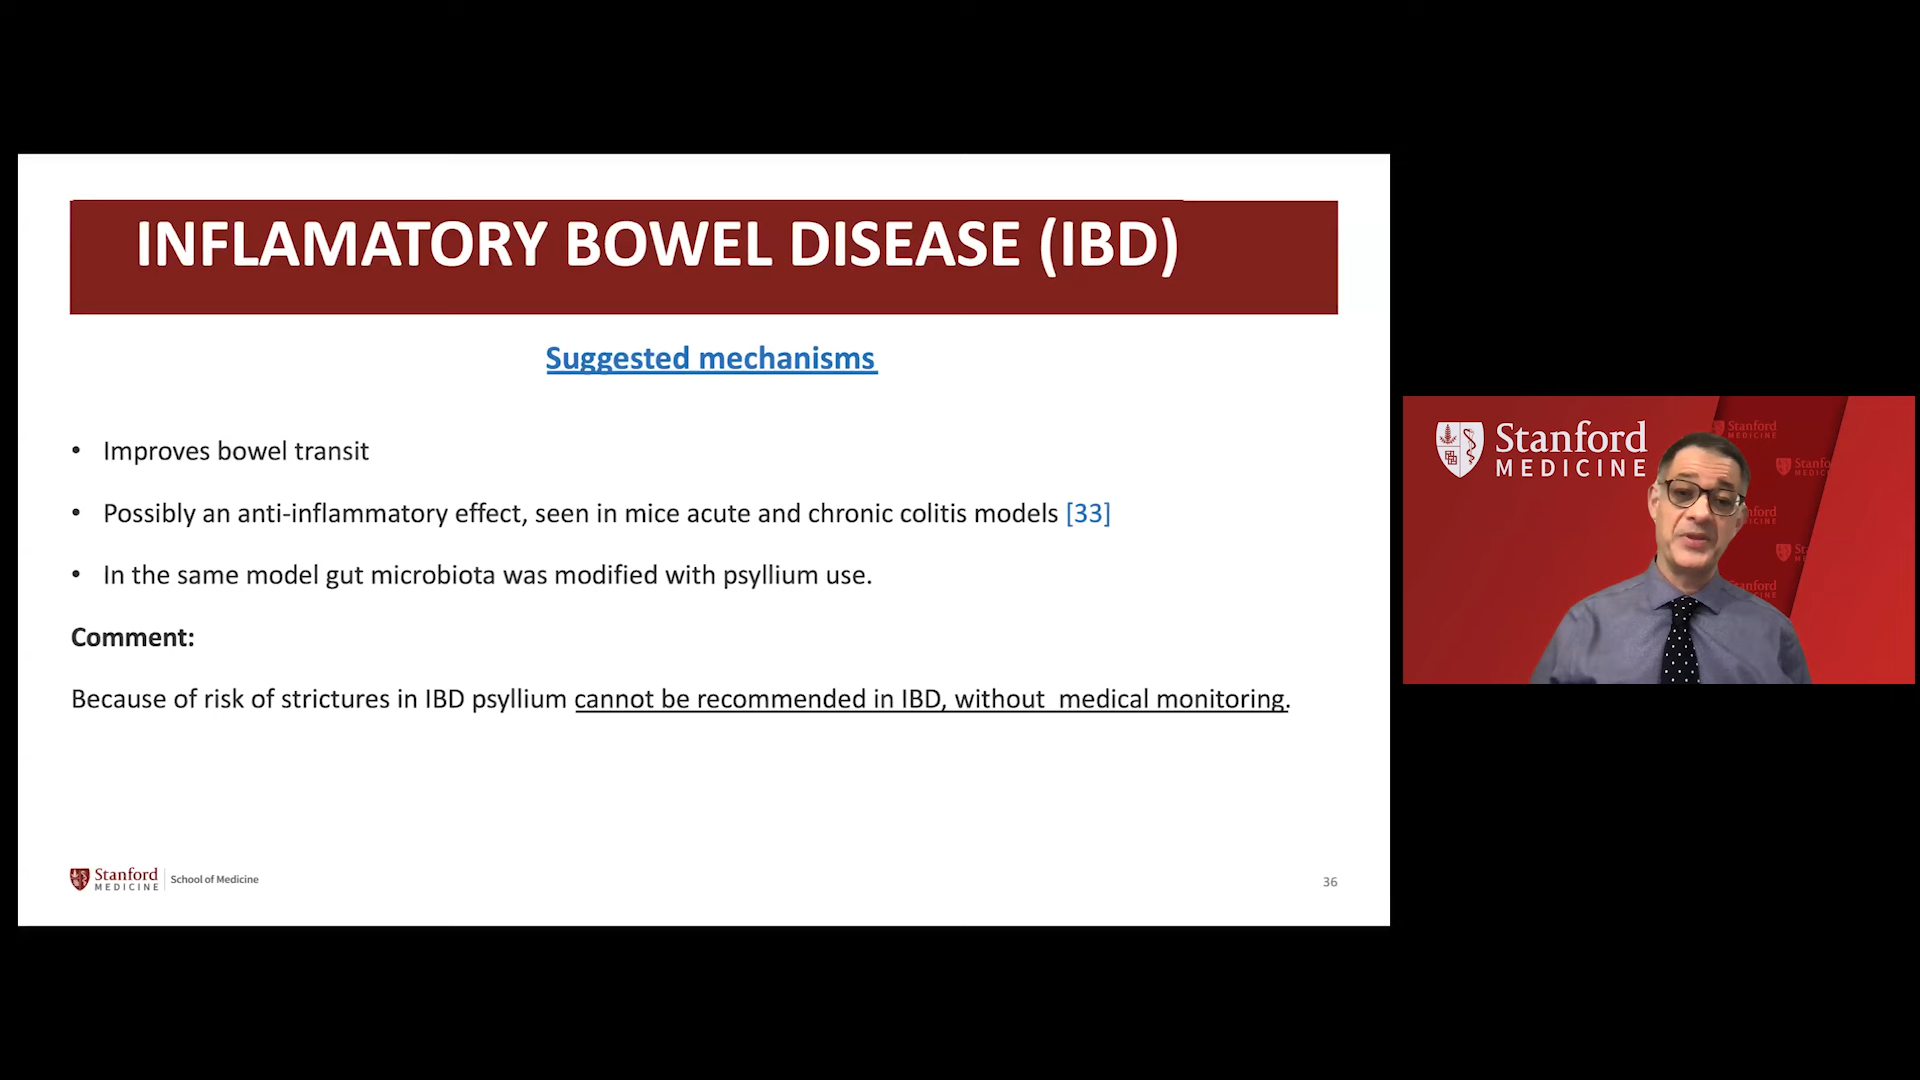 INFLAMATORY BOWEL DISEASE (IBD)
Suggested mechanisms
• Improves bowel transit
• Possibly an anti-inflammatory effect, seen in mice acute and chronic colitis models [33]
• In the same model gut microbiota was modified with psyllium use.
Comment:
Because of risk of strictures in IBD psyllium cannot be recommended in IBD, without  medical monitoring.
Stanford
MEDICINE
School of Medicine
36
Stanford
MEDICINE
Stanford
MEDICINE